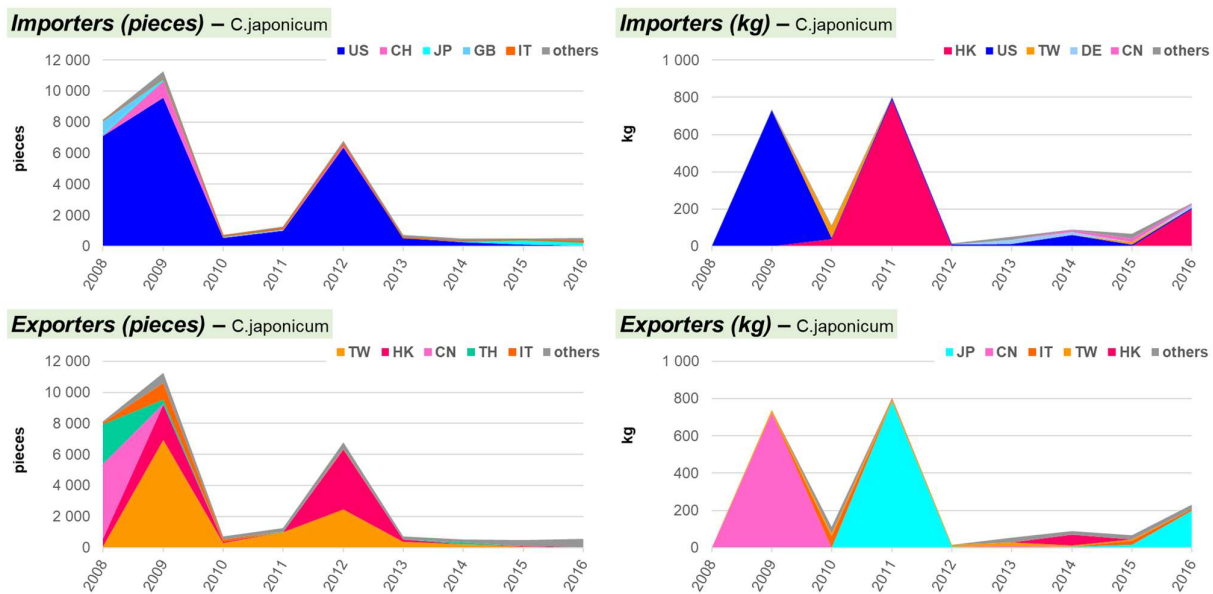 Importers (pieces) – C.japonicum
US CH JP GB IT others
12 000
10 000
8 000
6 000
4 000
2 000
0
pieces
2008 2009 2010 2011 2012 2013 2014 2015 2016
Importers (kg) – C.japonicum
HK US TW DE CN others
1 000
800
600
400
200
0
kg
2008 2009 2010 2011 2012 2013 2014 2015 2016
Exporters (pieces) – C.japonicum
TW HK CN TH IT others
12 000
10 000
8 000
6 000
4 000
2 000
0
pieces
2008 2009 2010 2011 2012 2013 2014 2015 2016
Exporters (kg) – C.japonicum
JP CN IT TW HK others
1 000
800
600
400
200
0
kg
2008 2009 2010 2011 2012 2013 2014 2015 2016